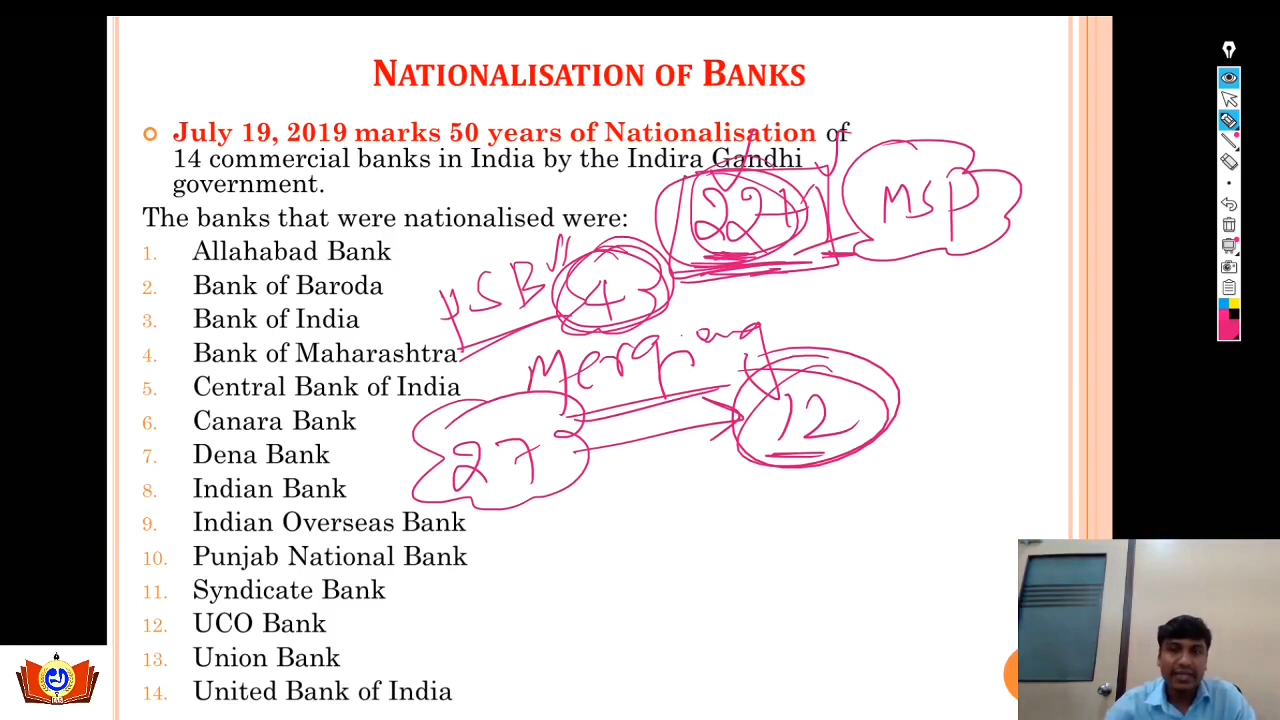 NATIONALISATION OF BANKS
July 19, 2019 marks 50 years of Nationalisation of
14 commercial banks in India by the Indira Gandhi
government.
The banks that were nationalised were:
1. Allahabad Bank
2. Bank of Baroda
3. Bank of India
4. Bank of Maharashtra
5. Central Bank of India
6. Canara Bank
7. Dena Bank
8. Indian Bank
9. Indian Overseas Bank
10. Punjab National Bank
11. Syndicate Bank
12. UCO Bank
13. Union Bank
14. United Bank of India
22
MSP
PSB
43
27
12